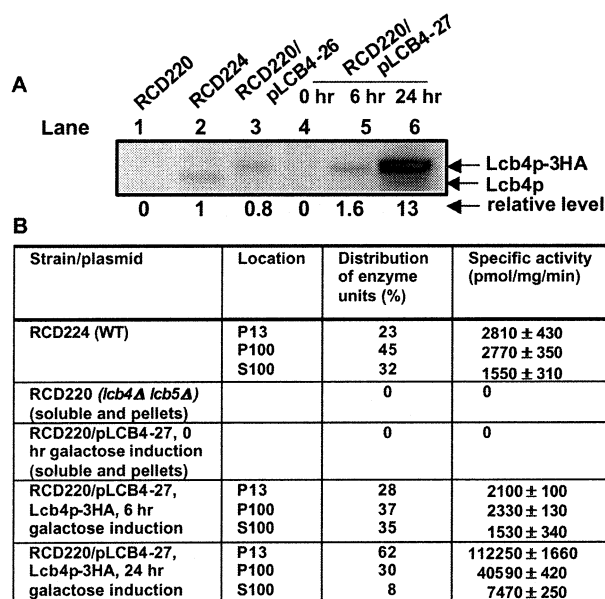 A
RCD220
RCD224
RCD220/
pLCB4-26
RCD220/
pLCB4-27
0 hr 6 hr 24 hr
Lane 1 2 3 4 5 6
Lcb4p-3HA
Lcb4p
0 1 0.8 0 1.6 13 relative level
B
Strain/plasmid Location Distribution Specific activity
of enzyme (pmol/mg/min)
units (%)
RCD224 (WT) P13 23 2810 ± 430
P100 45 2770 ± 350
S100 32 1550 ± 310
RCD220 (lcb4Δ lcb5Δ) 0 0
(soluble and pellets)
RCD220/pLCB4-27, 0 0 0
hr galactose induction
(soluble and pellets)
RCD220/pLCB4-27, P13 28 2100 ± 100
Lcb4p-3HA, 6 hr P100 37 2330 ± 130
galactose induction S100 35 1530 ± 340
RCD220/pLCB4-27, P13 62 112250 ± 1660
Lcb4p-3HA, 24 hr P100 30 40590 ± 420
galactose induction S100 8 7470 ± 250